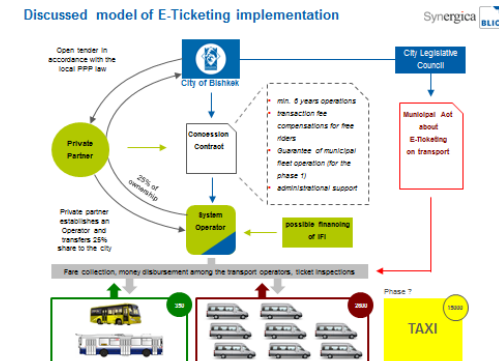 Discussed model of E-Ticketing implementation
Synergica
BLIC
Open tender in
accordance with the
local PPP law
City of Bishkek
City Legislative
Council
Private
Partner
Concession
Contract
min. 6 years operations
transaction fee
compensations for free
riders
Guarantee of municipal
fleet operation (for the
phase 1)
administrational support
Municipal Act
about
E-Ticketing
on transport
25% of
ownership
Private partner
establishes an
Operator and
transfers 25%
share to the city
System
Operator
possible financing
of IFI
Fare collection, money disbursement among the transport operators, ticket inspections
Phase ?
250
2600
15000
TAXI